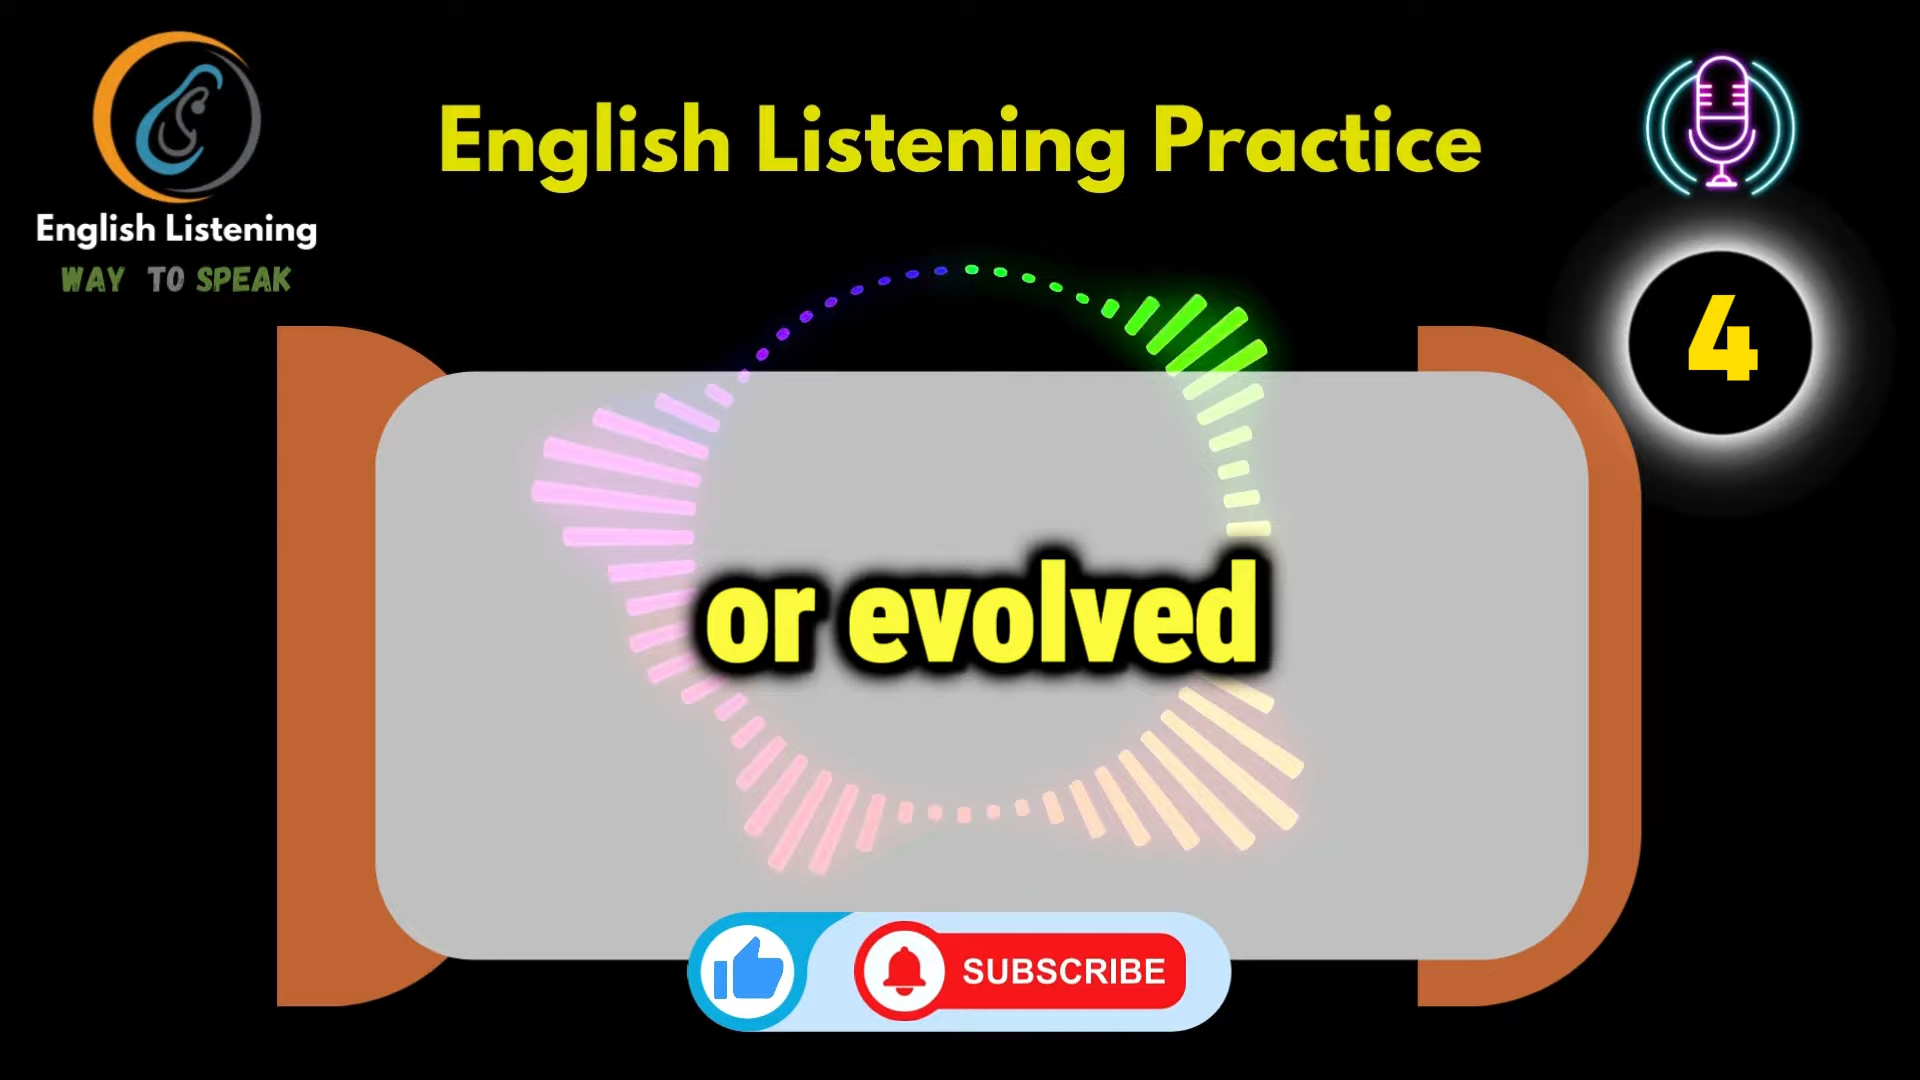 English Listening Practice
English Listening
WAY TO SPEAK
4
or evolved
SUBSCRIBE